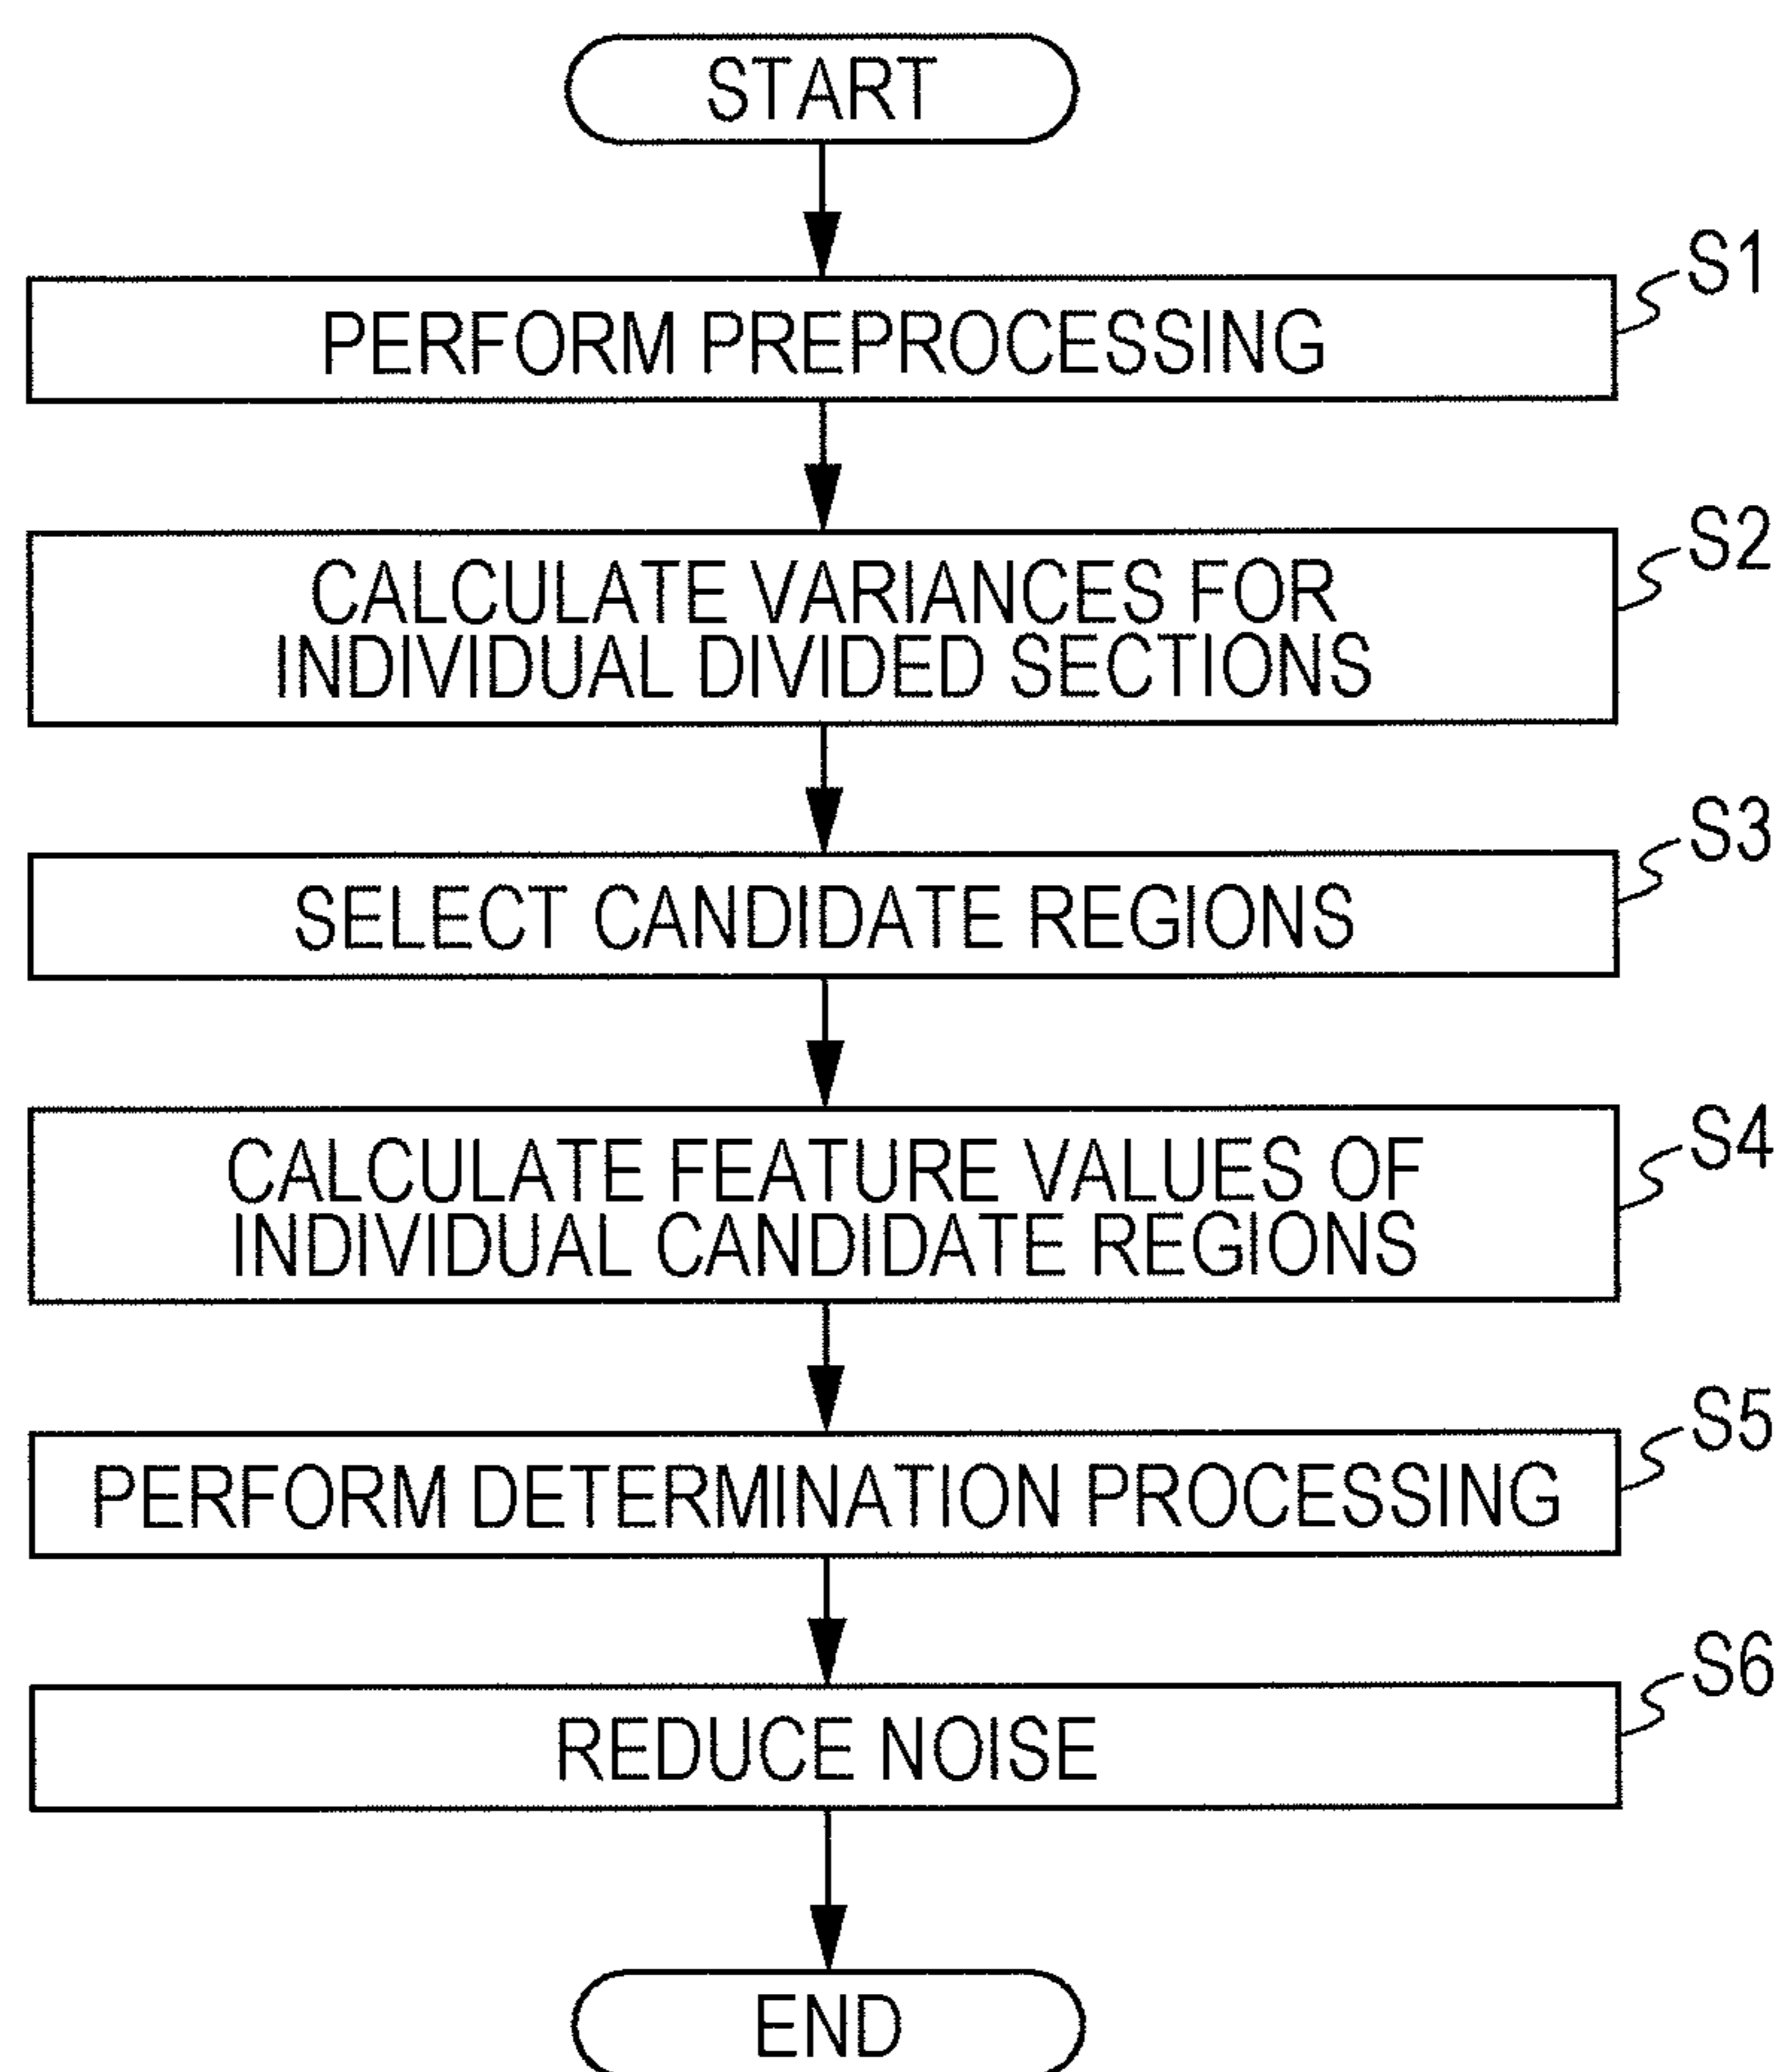 START
S1
PERFORM PREPROCESSING
S2
CALCULATE VARIANCES FOR
INDIVIDUAL DIVIDED SECTIONS
S3
SELECT CANDIDATE REGIONS
S4
CALCULATE FEATURE VALUES OF
INDIVIDUAL CANDIDATE REGIONS
S5
PERFORM DETERMINATION PROCESSING
S6
REDUCE NOISE
END